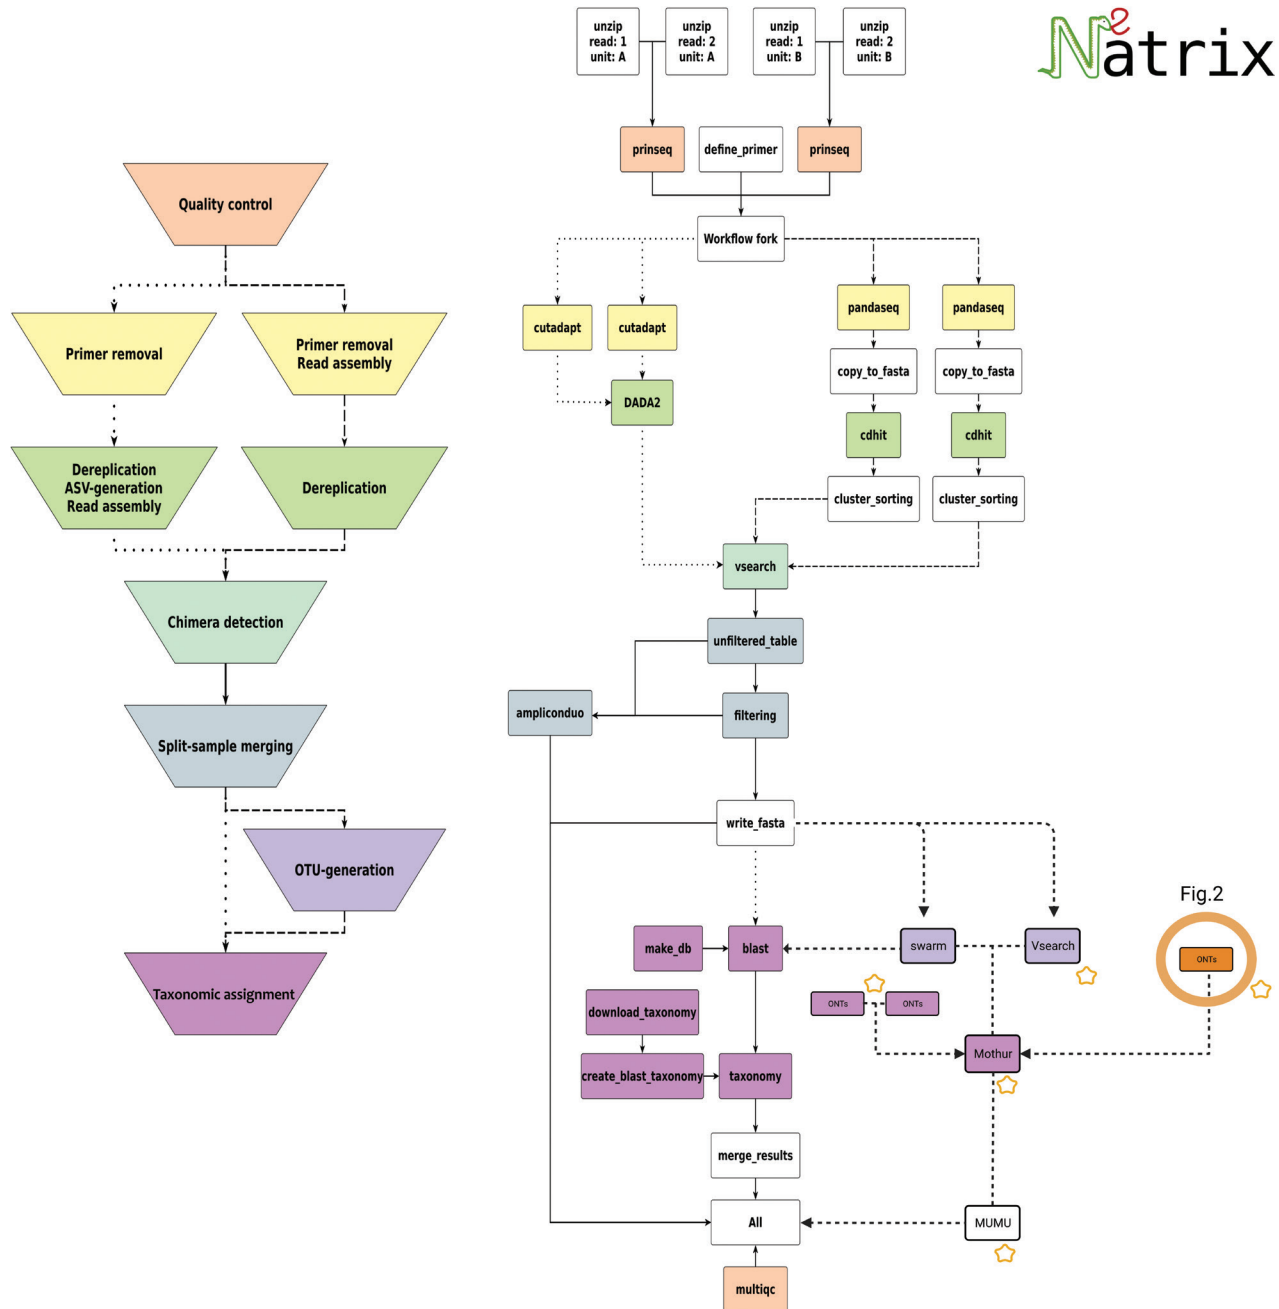 N2atrix
unzip
read: 1
unit: A
unzip
read: 2
unit: A
unzip
read: 1
unit: B
unzip
read: 2
unit: B
prinseq
define_primer
prinseq
Workflow fork
cutadapt
cutadapt
pandaseq
pandaseq
copy_to_fasta
copy_to_fasta
DADA2
cdhit
cdhit
cluster_sorting
cluster_sorting
vsearch
unfiltered_table
ampliconduo
filtering
write_fasta
make_db
blast
swarm
Vsearch
Fig.2
ONTs
ONTs
ONTs
download_taxonomy
create_blast_taxonomy
taxonomy
Mothur
merge_results
All
MUMU
multiqc
Quality control
Primer removal
Primer removal
Read assembly
Dereplication
ASV-generation
Read assembly
Dereplication
Chimera detection
Split-sample merging
OTU-generation
Taxonomic assignment